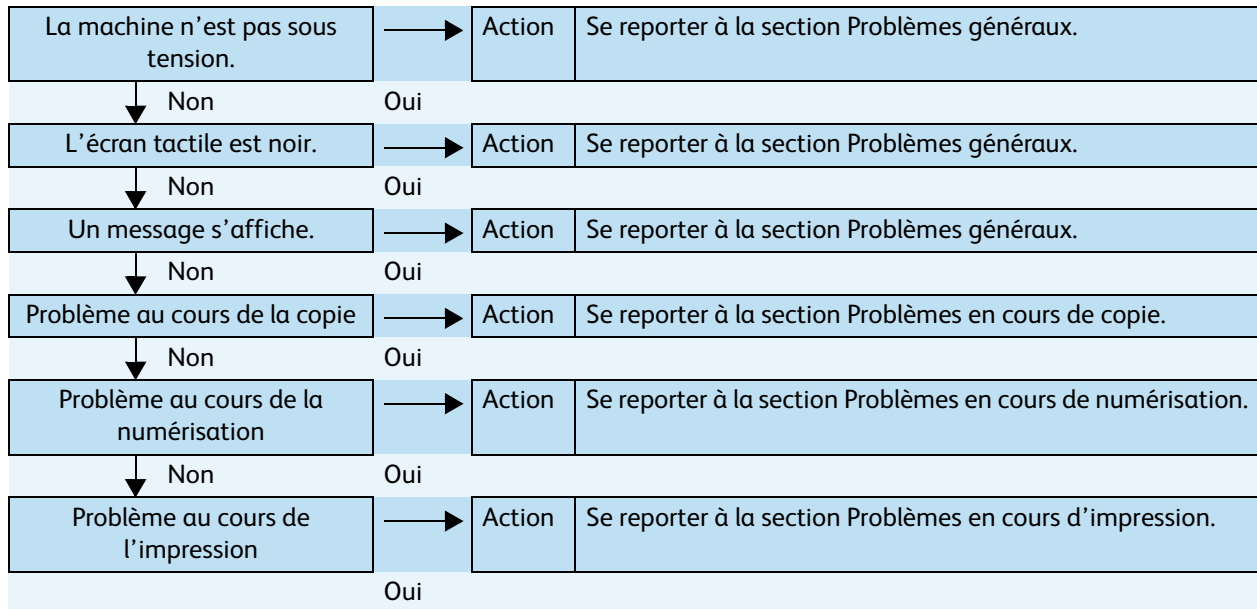 La machine n’est pas sous
tension.
Action
Se reporter à la section Problèmes généraux.
Non
Oui
L’écran tactile est noir.
Action
Se reporter à la section Problèmes généraux.
Non
Oui
Un message s’affiche.
Action
Se reporter à la section Problèmes généraux.
Non
Oui
Problème au cours de la copie
Action
Se reporter à la section Problèmes en cours de copie.
Non
Oui
Problème au cours de la
numérisation
Action
Se reporter à la section Problèmes en cours de numérisation.
Non
Oui
Problème au cours de
l’impression
Action
Se reporter à la section Problèmes en cours d’impression.
Oui